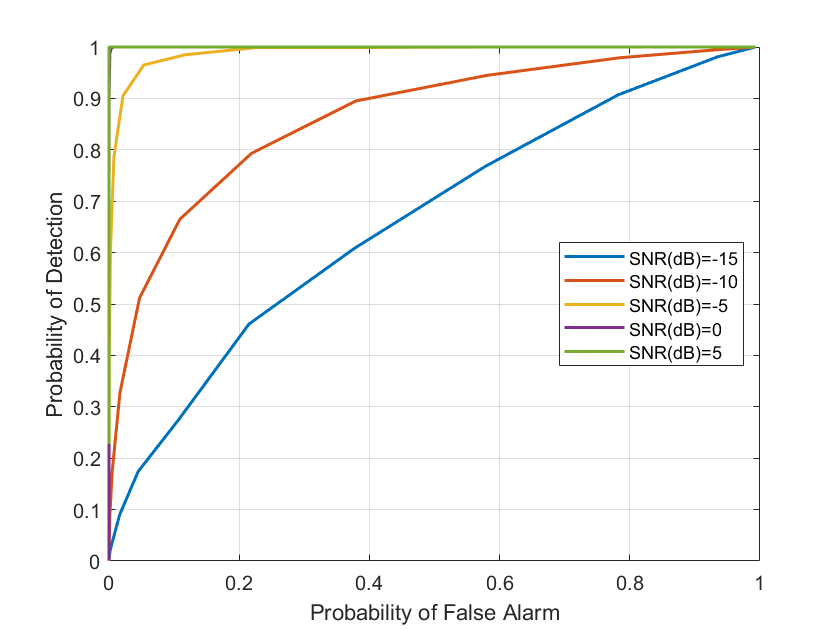 1
0.9
0.8
0.7
0.6
0.5
0.4
0.3
0.2
0.1
0
Probability of Detection
SNR(dB)=-15
SNR(dB)=-10
SNR(dB)=-5
SNR(dB)=0
SNR(dB)=5
0 0.2 0.4 0.6 0.8 1
Probability of False Alarm